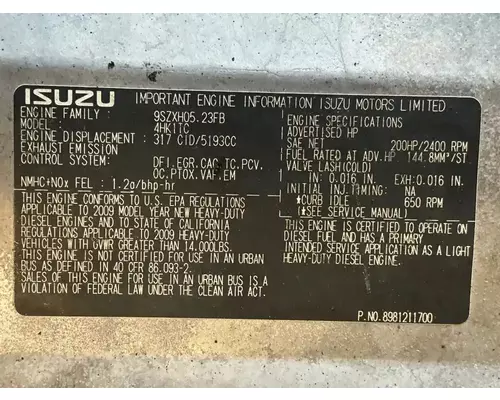 ISUZU IMPORTANT ENGINE INFORMATION ISUZU MOTORS LIMITED
ENGINE FAMILY : 9SZXH05.23FB
MODEL: 4HK1TC
DISPLACEMENT: 317 CID/5193CC
EXHAUST EMISSION
CONTROL SYSTEM: DFI.EGR.CAC.TC.PCV.
OC.PTOX.VAF.EM
NMHC+NOx FEL : 1.2g/bhp-hr
THIS ENGINE CONFORMS TO U.S. EPA REGULATIONS
APPLICABLE TO 2009 MODEL YEAR NEW HEAVY-DUTY
DIESEL ENGINES AND TO STATE OF CALIFORNIA
REGULATIONS APPLICABLE TO 2009 HEAVY-DUTY
VEHICLES WITH GVWR GREATER THAN 14.000LBS.
THIS ENGINE IS NOT FOR USE IN AN URBAN
BUS AS DEFINED IN 40 CFR 86.093-2.
SALES OF THIS ENGINE FOR USE IN AN URBAN BUS IS A
VIOLATION OF FEDERAL LAW UNDER THE CLEAN AIR ACT.
ENGINE SPECIFIC
ADVERTISED HP
SAE NET 200HP/2400 RPM
FUEL RATE AT ADV.HP 144.8MM³/ST.
VALVE LASH(COLD)
IN: 0.016 IN. EXH: 0.016 IN.
INITIAL INJ. TIMING: NA
*CURB IDLE 650 RPM
(*SEE SERVICE MANUAL)
THIS ENGINE IS CERTIFIED TO OPERATE ON
DIESEL FUEL AND HAS A PRIMARY
INTENDED SERVICE APPLICATION AS A LIGHT
HEAVY-DUTY DIESEL ENGINE.
P.NO.8981211700